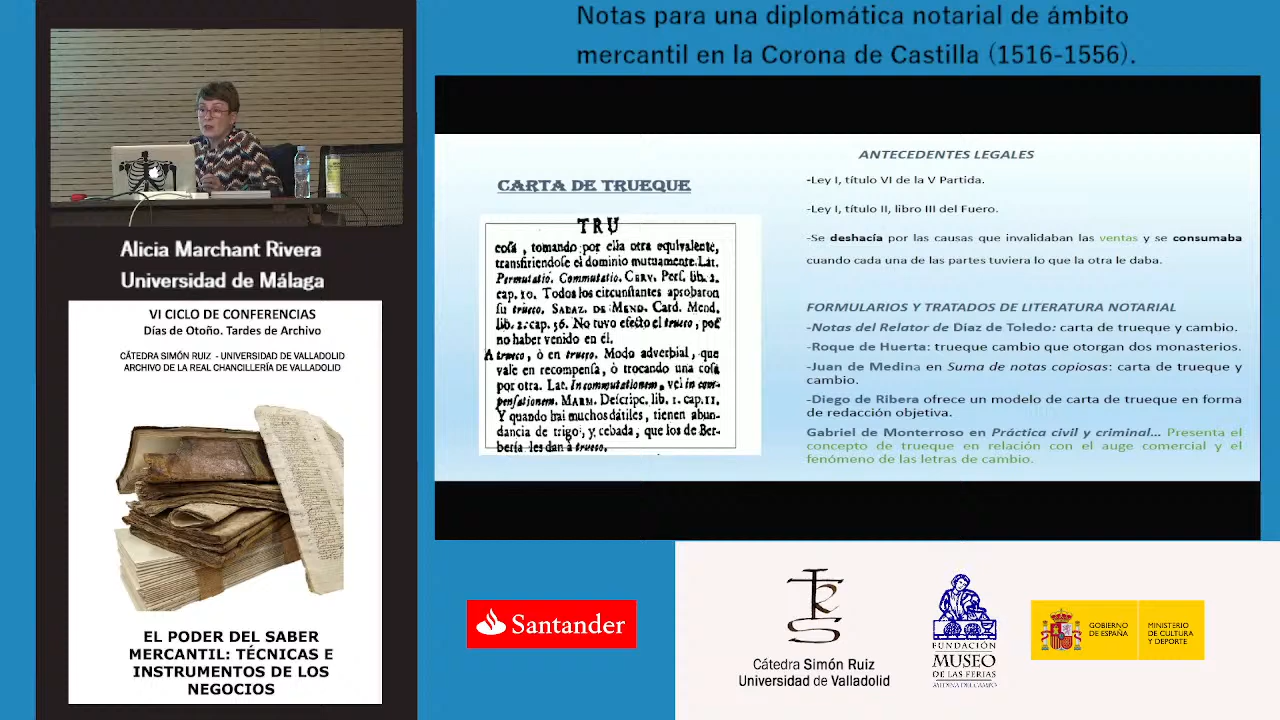 Notas para una diplomática notarial de ámbito
mercantil en la Corona de Castilla (1516-1556).
Alicia Marchant Rivera
Universidad de Málaga
VI CICLO DE CONFERENCIAS
Días de Otoño. Tardes de Archivo
CÁTEDRA SIMÓN RUIZ - UNIVERSIDAD DE VALLADOLID
ARCHIVO DE LA REAL CHANCILLERÍA DE VALLADOLID
EL PODER DEL SABER
MERCANTIL: TÉCNICAS E
INSTRUMENTOS DE LOS
NEGOCIOS
CARTA DE TRUEQUE
TRU
cosa, tomando por ella otra equivalente,
transfiriendose el dominio mutuamente. Lat.
Permutatio. Commutatio. CERV. Pers. lib. 2.
cap. 10. Todos los circunstantes aprobaron
su trueco. SALAZ. DE MEND. Card. Mend.
lib. 2. cap. 56. No tuvo efecto el trueco, por
no haber venido en él.
A trueco, ò en trueco. Modo adverbial, que
vale en recompensa, ò trocando una cosa
por otra. Lat. In commutationem, vel in com-
pensationem. MARM. Descripc. lib. 1. cap. 11.
Y quando hai muchos dátiles, tienen abun-
dancia de trigo, y cebada, que los de Ber-
bería les dan à trueco.
ANTECEDENTES LEGALES
-Ley I, título VI de la V Partida.
-Ley I, título II, libro III del Fuero.
-Se deshacía por las causas que invalidaban las ventas y se consumaba
cuando cada una de las partes tuviera lo que la otra le daba.
FORMULARIOS Y TRATADOS DE LITERATURA NOTARIAL
-Notas del Relator de Díaz de Toledo: carta de trueque y cambio.
-Roque de Huerta: trueque cambio que otorgan dos monasterios.
-Juan de Medina en Suma de notas copiosas: carta de trueque y
cambio.
-Diego de Ribera ofrece un modelo de carta de trueque en forma
de redacción objetiva.
Gabriel de Monterroso en Práctica civil y criminal... Presenta el
concepto de trueque en relación con el auge comercial y el
fenómeno de las letras de cambio.
Santander
Cátedra Simón Ruiz
Universidad de Valladolid
FUNDACIÓN
MUSEO
DE LAS FERIAS
MEDINA DEL CAMPO
GOBIERNO
DE ESPAÑA
MINISTERIO
DE CULTURA
Y DEPORTE